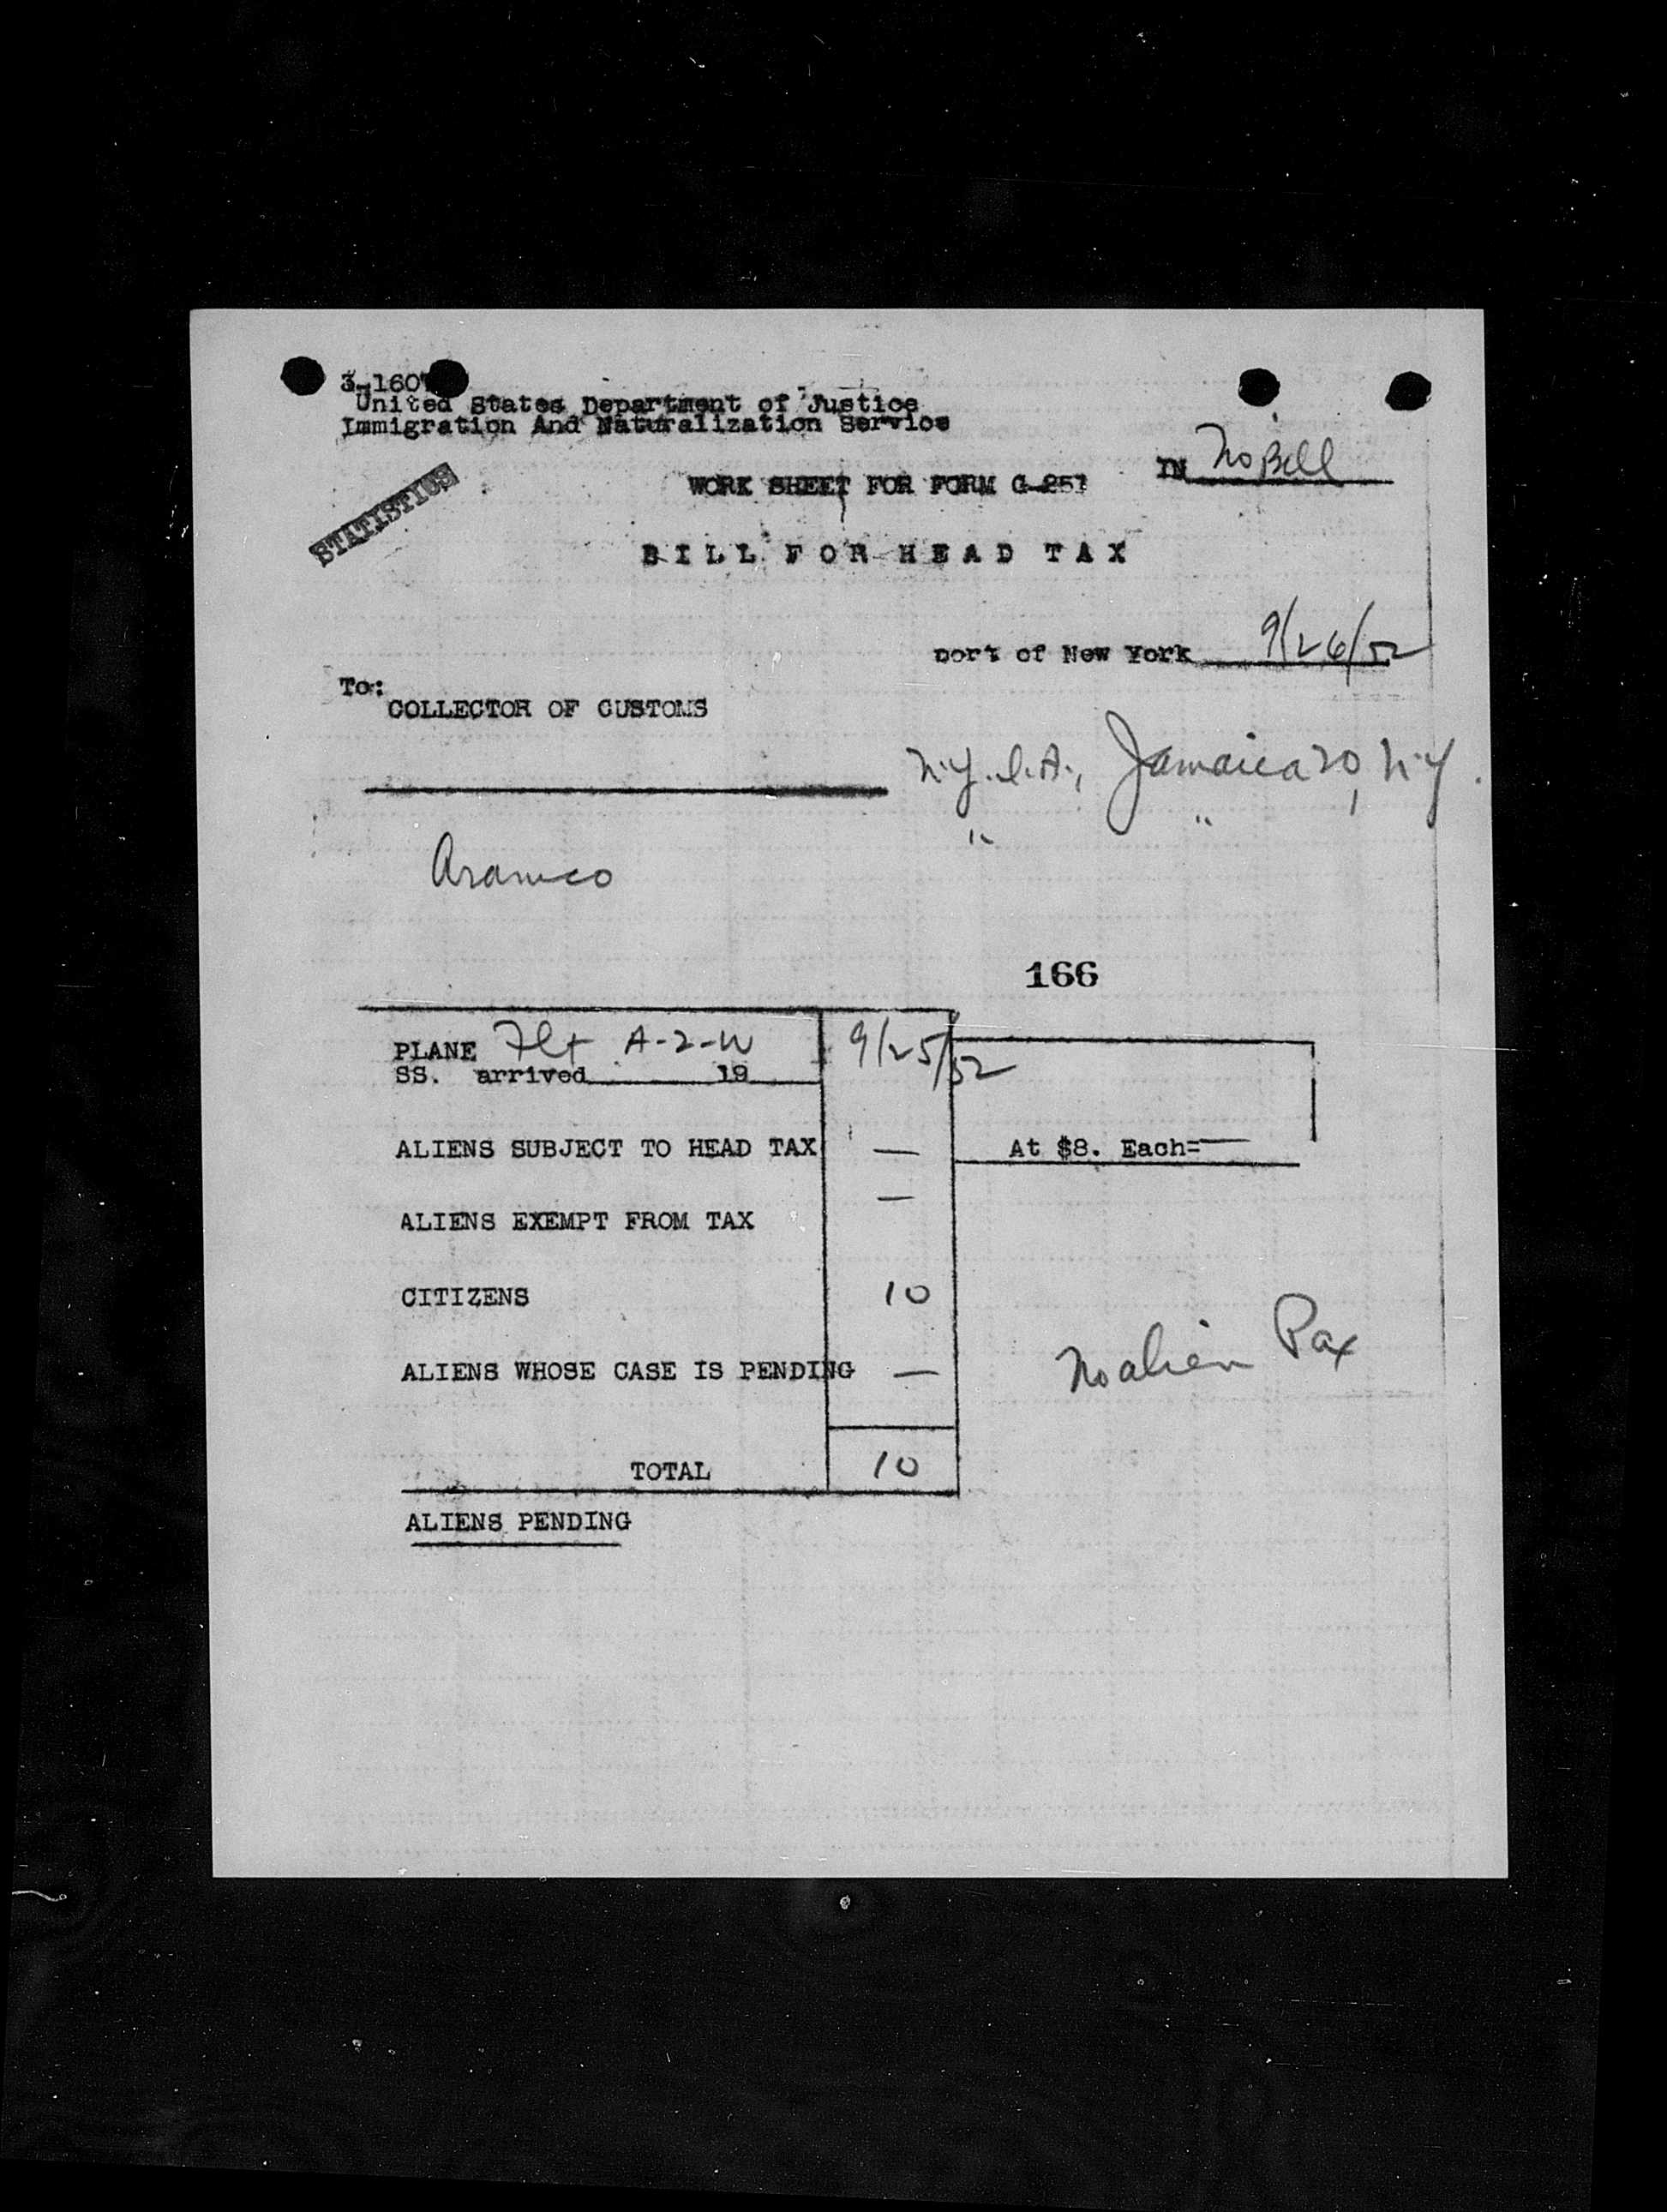 3-160
United States Department of Justice
Immigration And Naturalization Service
STATISTICS
WORK SHEET FOR FORM G-257
IN No Bill
BILL FOR HEAD TAX
Port of New York 9/26/52
To:
COLLECTOR OF CUSTOMS
N.Y.I.A., Jamaica 20, N.Y.
" "
Aramco
166
PLANE Flt A-2-W 9/25/52
SS. arrived 19
ALIENS SUBJECT TO HEAD TAX — At $8. Each= —
ALIENS EXEMPT FROM TAX —
CITIZENS 10
ALIENS WHOSE CASE IS PENDING —
No alien Pax
TOTAL 10
ALIENS PENDING